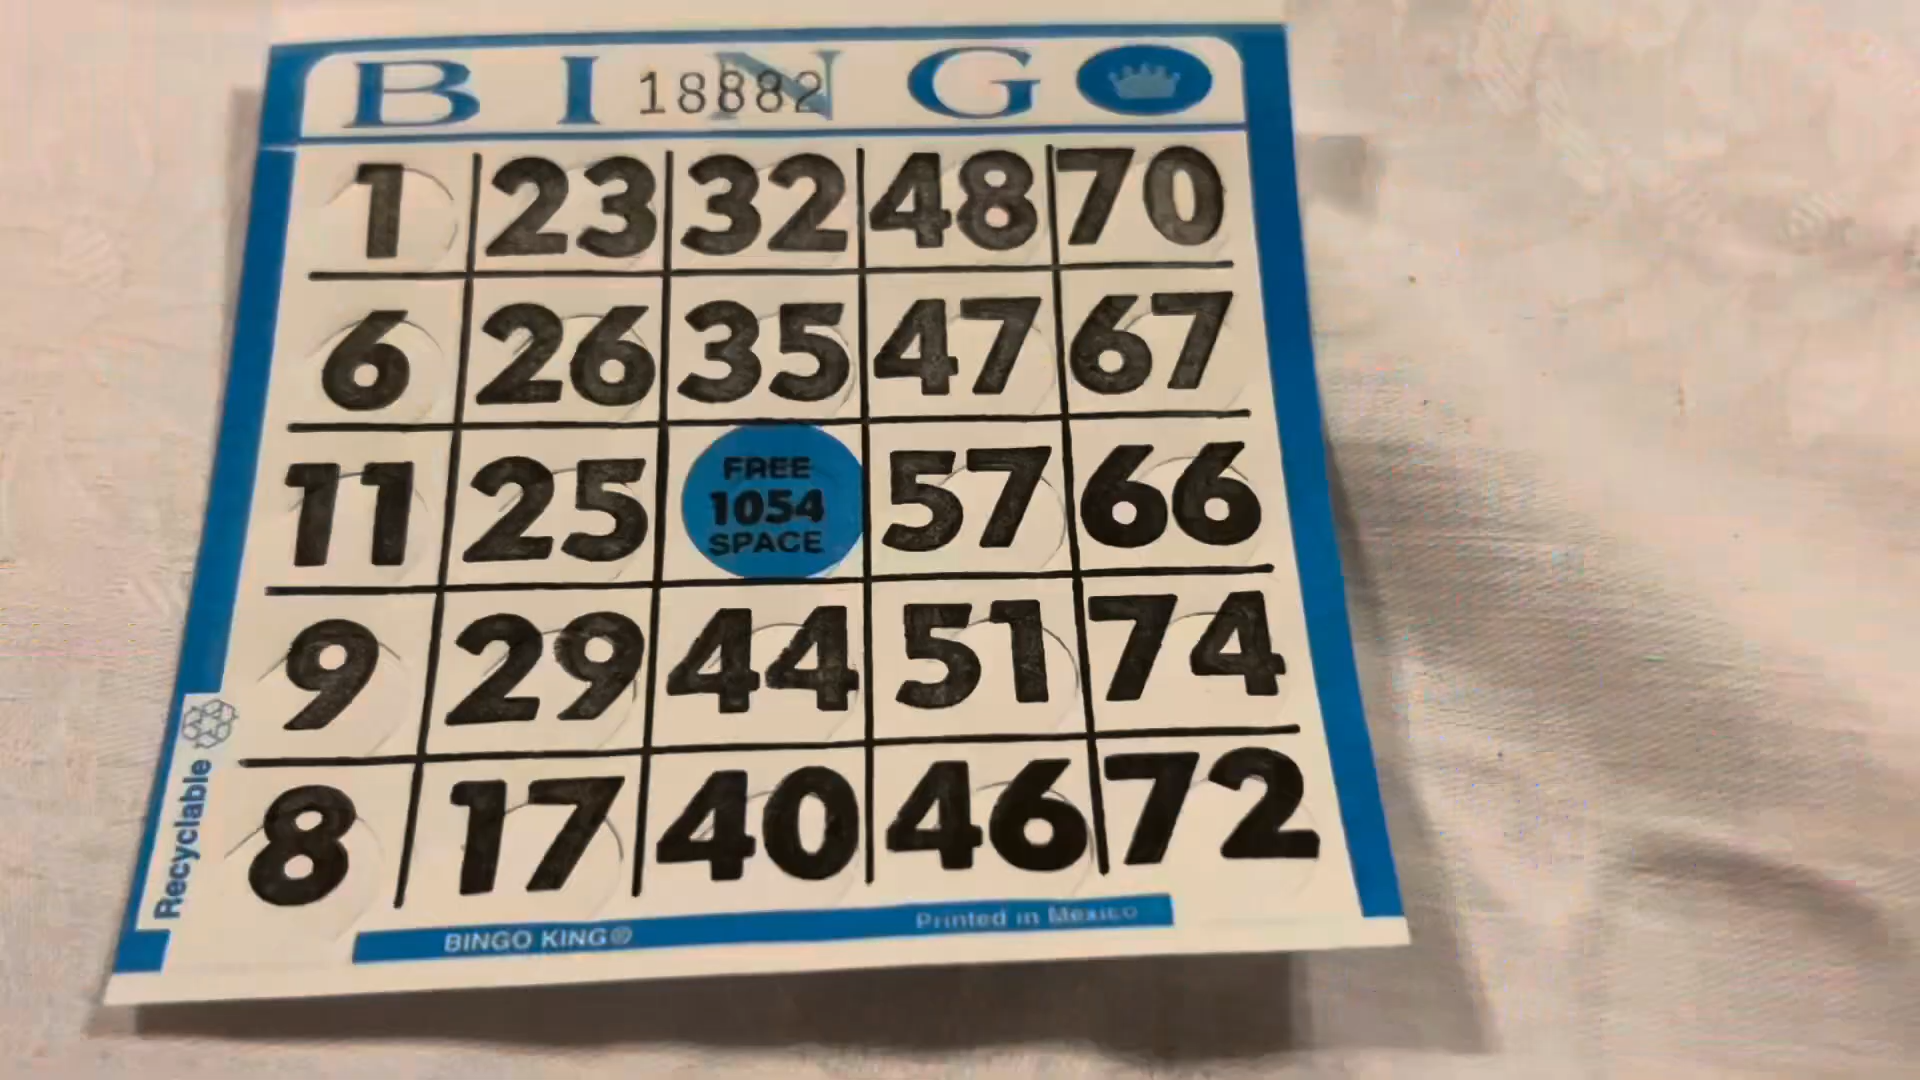 B I N G O
18882
1 23 32 48 70
6 26 35 47 67
11 25 FREE 1054 SPACE 57 66
9 29 44 51 74
8 17 40 46 72
Recyclable
BINGO KING®
Printed in Mexico